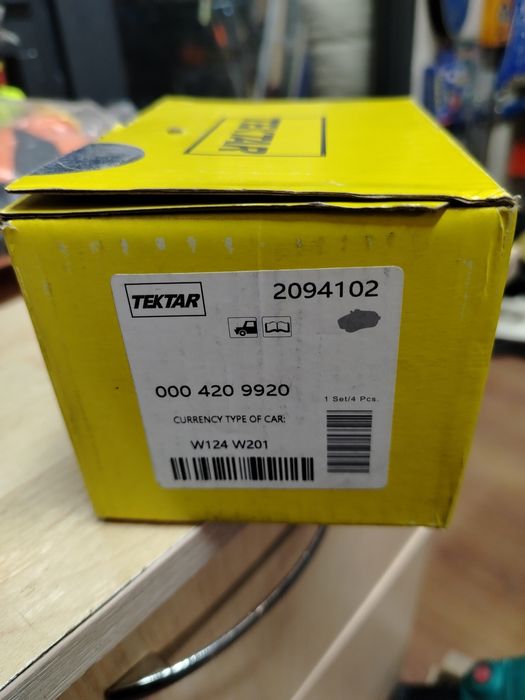 TEKTAR
TEKTAR
2094102
000 420 9920
1 Set/4 Pcs.
CURRENCY TYPE OF CAR:
W124 W201